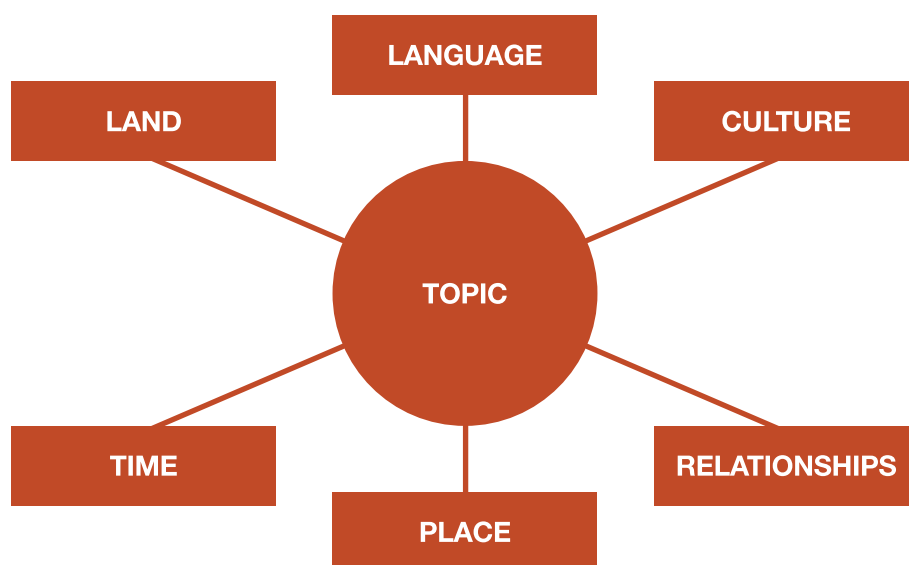 LANGUAGE
LAND
CULTURE
TOPIC
TIME
RELATIONSHIPS
PLACE